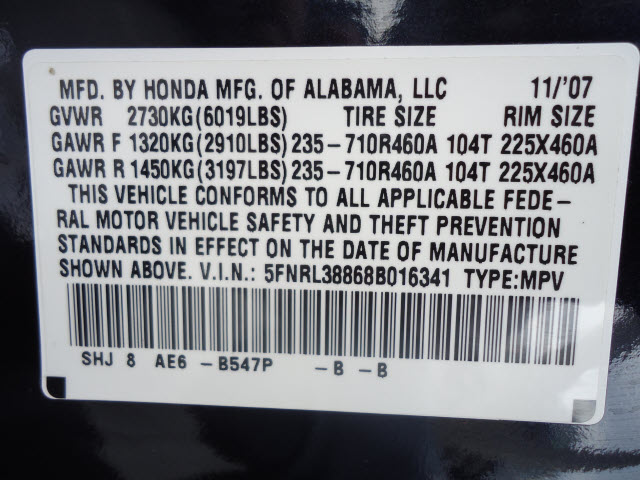 MFD. BY HONDA MFG. OF ALABAMA, LLC 11/'07
GVWR 2730KG(6019LBS) TIRE SIZE RIM SIZE
GAWR F 1320KG(2910LBS) 235-710R460A 104T 225X460A
GAWR R 1450KG(3197LBS) 235-710R460A 104T 225X460A
THIS VEHICLE CONFORMS TO ALL APPLICABLE FEDE-
RAL MOTOR VEHICLE SAFETY AND THEFT PREVENTION
STANDARDS IN EFFECT ON THE DATE OF MANUFACTURE
SHOWN ABOVE. V.I.N.: 5FNRL38868B016341 TYPE:MPV
SHJ 8 AE6 -B547P -B -B